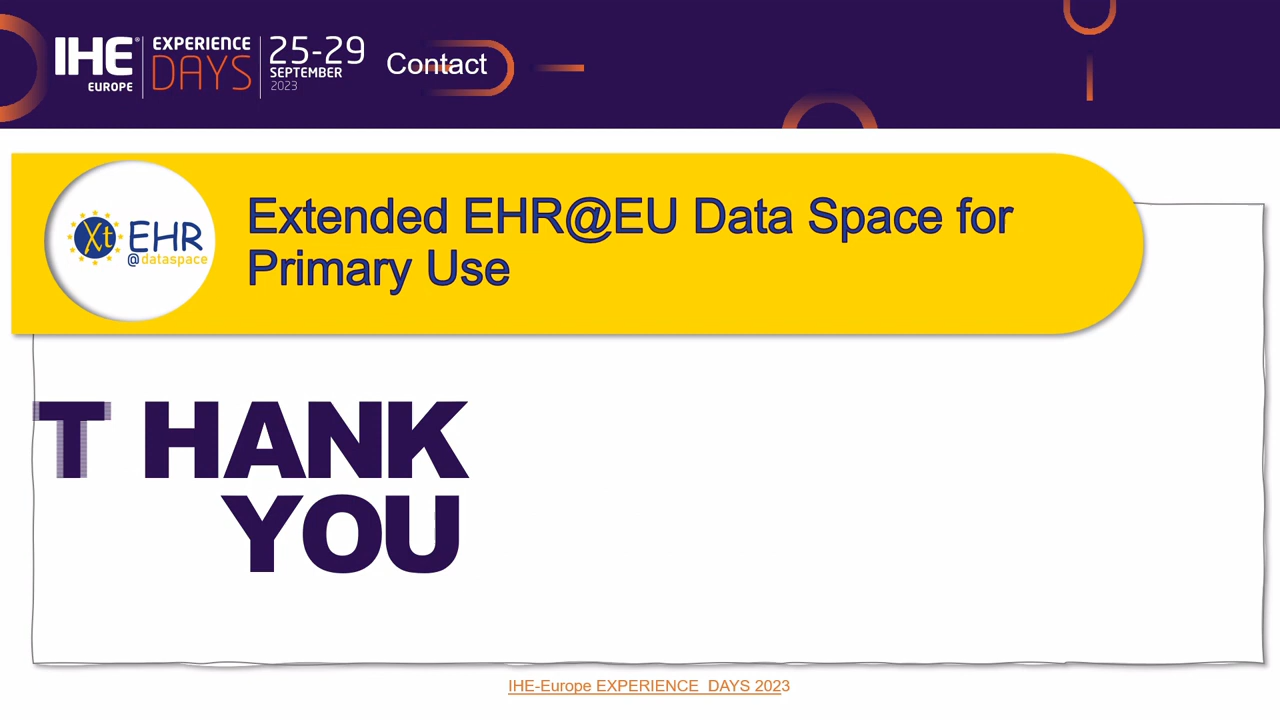 IHE® EUROPE
EXPERIENCE DAYS
25-29 SEPTEMBER 2023
Contact
Xt EHR
@dataspace
Extended EHR@EU Data Space for
Primary Use
T HANK
YOU
IHE-Europe EXPERIENCE DAYS 2023